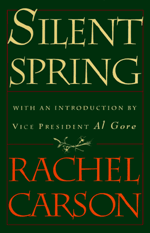 SILENT
SPRING
WITH AN INTRODUCTION BY
VICE PRESIDENT Al Gore
RACHEL
CARSON